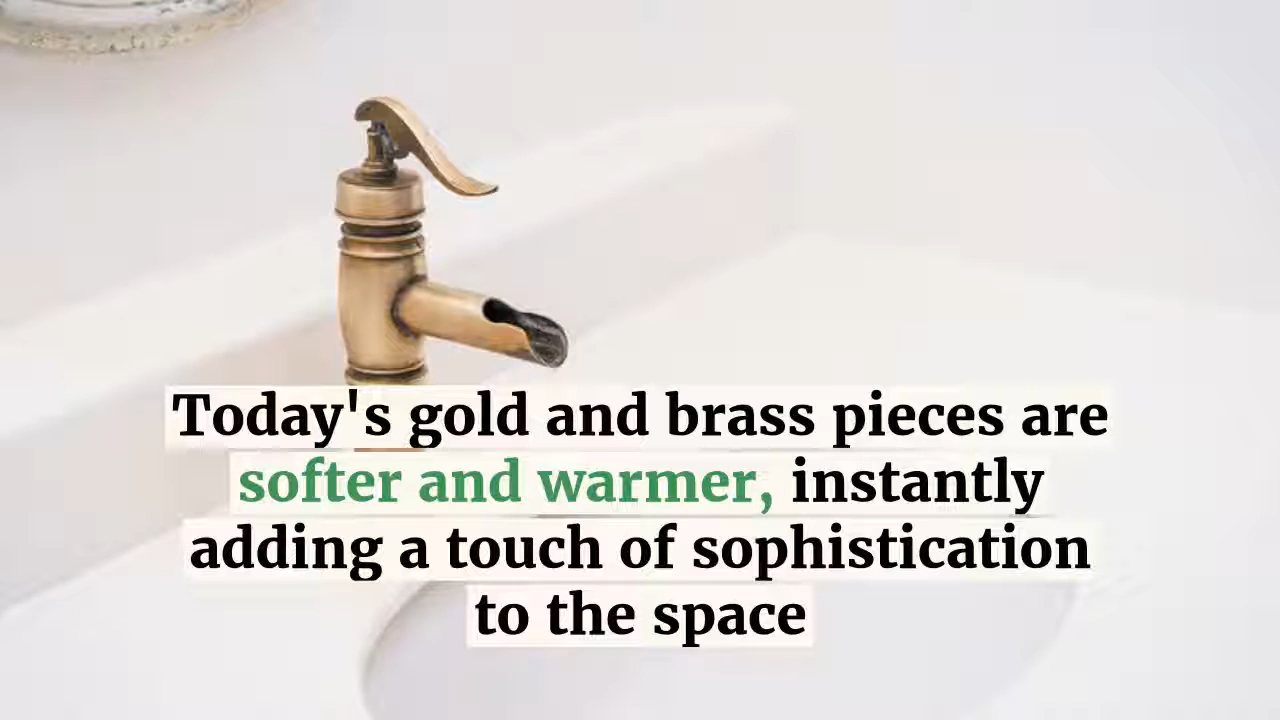 Today's gold and brass pieces are
softer and warmer, instantly
adding a touch of sophistication
to the space